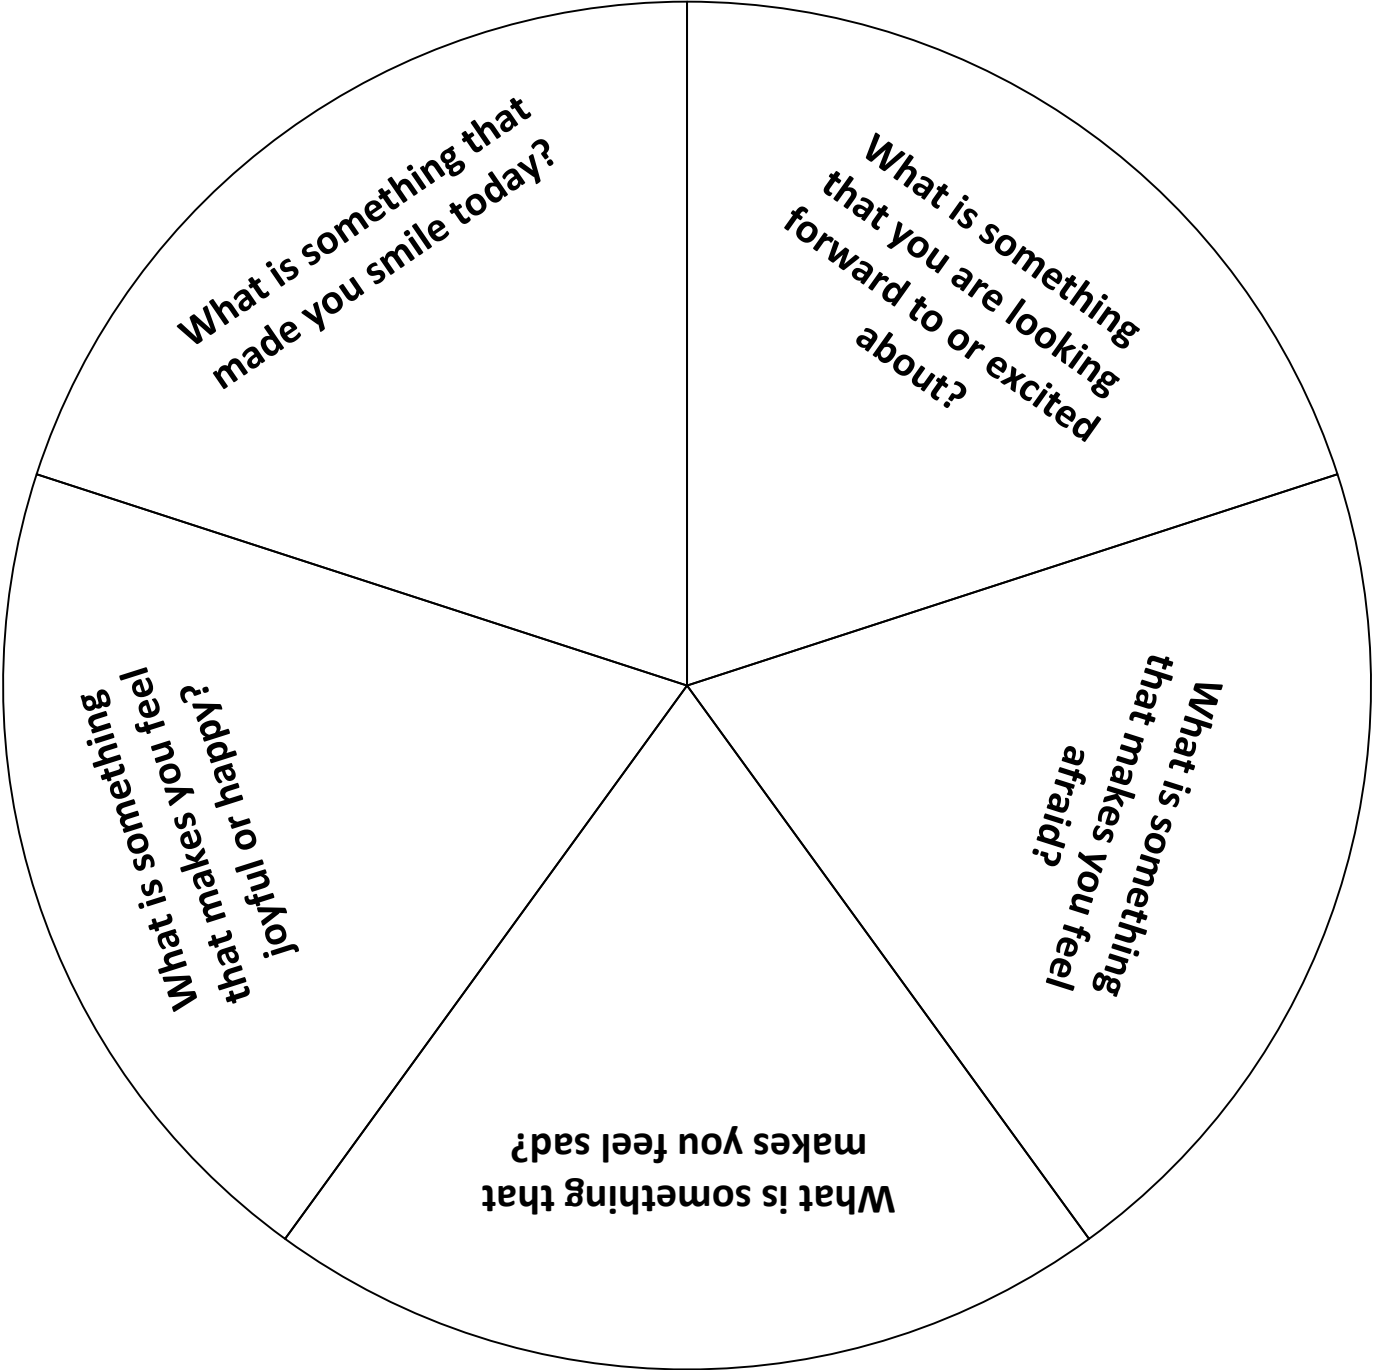 What is something that
made you smile today?
What is something
that you are looking
forward to or excited
about?
What is something
that makes you feel
afraid?
What is something that
makes you feel sad?
What is something
that makes you feel
joyful or happy?